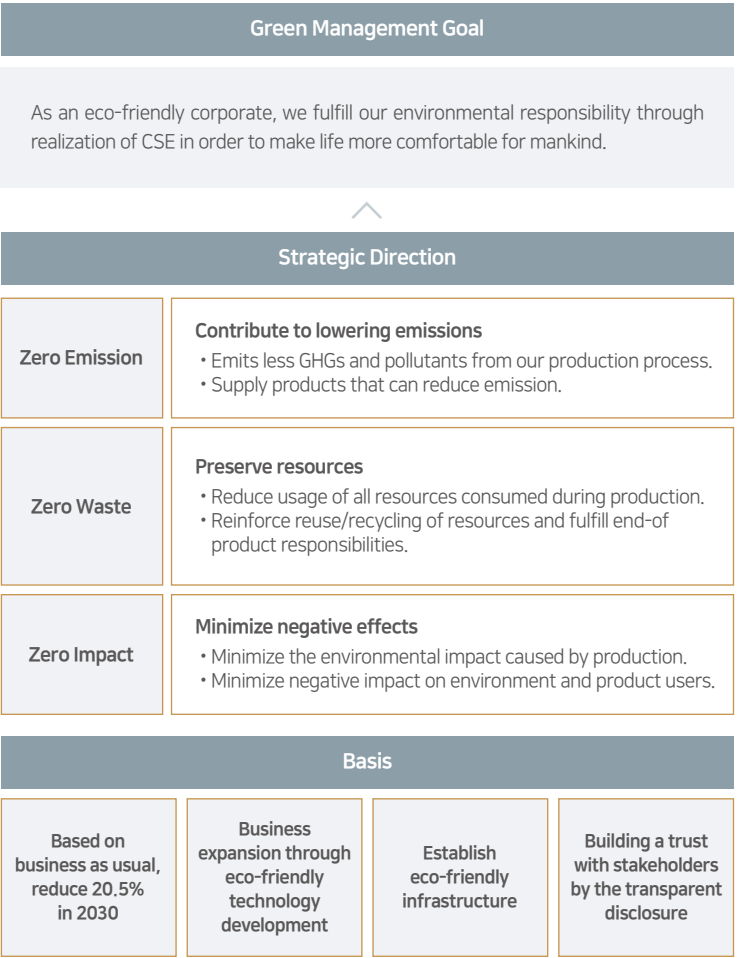 Green Management Goal
As an eco-friendly corporate, we fulfill our environmental responsibility through
realization of CSE in order to make life more comfortable for mankind.
Strategic Direction
Zero Emission
Contribute to lowering emissions
• Emits less GHGs and pollutants from our production process.
• Supply products that can reduce emission.
Zero Waste
Preserve resources
• Reduce usage of all resources consumed during production.
• Reinforce reuse/recycling of resources and fulfill end-of
product responsibilities.
Zero Impact
Minimize negative effects
• Minimize the environmental impact caused by production.
• Minimize negative impact on environment and product users.
Basis
Based on
business as usual,
reduce 20.5%
in 2030
Business
expansion through
eco-friendly
technology
development
Establish
eco-friendly
infrastructure
Building a trust
with stakeholders
by the transparent
disclosure